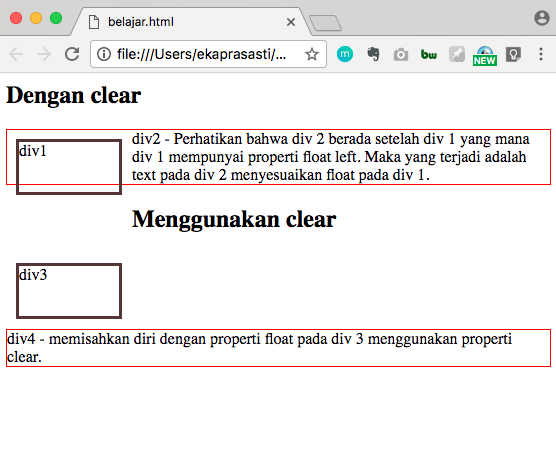 belajar.html
file:///Users/ekaprasasti/...
bw
NEW
Dengan clear
div1
div2 - Perhatikan bahwa div 2 berada setelah div 1 yang mana
div 1 mempunyai properti float left. Maka yang terjadi adalah
text pada div 2 menyesuaikan float pada div 1.
Menggunakan clear
div3
div4 - memisahkan diri dengan properti float pada div 3 menggunakan properti
clear.